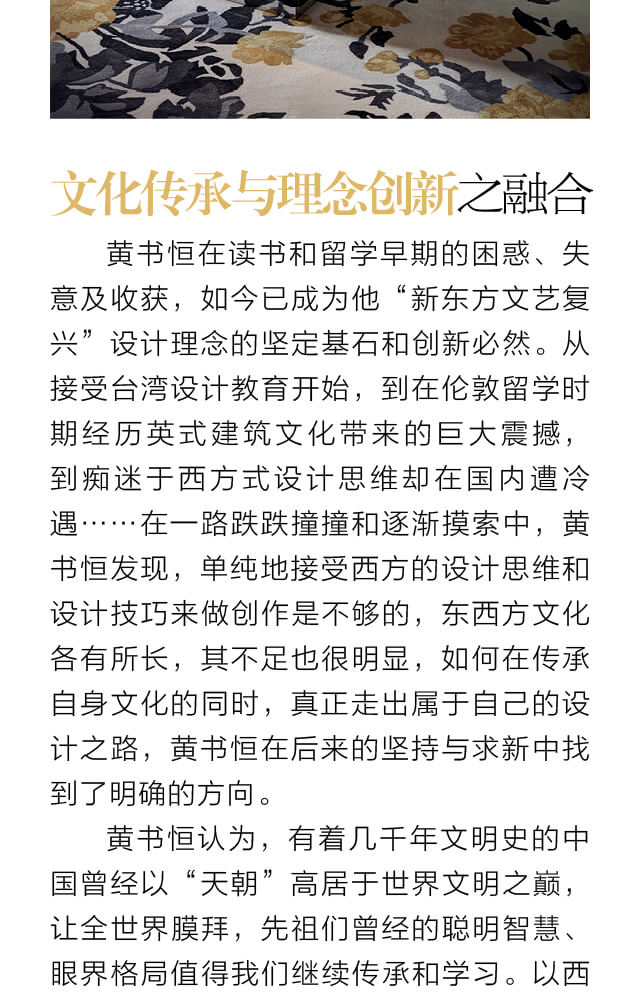 文化传承与理念创新之融合
黄书恒在读书和留学早期的困惑、失
意及收获，如今已成为他“新东方文艺复
兴”设计理念的坚定基石和创新必然。从
接受台湾设计教育开始，到在伦敦留学时
期经历英式建筑文化带来的巨大震撼，
到痴迷于西方式设计思维却在国内遭冷
遇……在一路跌跌撞撞和逐渐摸索中，黄
书恒发现，单纯地接受西方的设计思维和
设计技巧来做创作是不够的，东西方文化
各有所长，其不足也很明显，如何在传承
自身文化的同时，真正走出属于自己的设
计之路，黄书恒在后来的坚持与求新中找
到了明确的方向。
黄书恒认为，有着几千年文明史的中
国曾经以“天朝”高居于世界文明之巅，
让全世界膜拜，先祖们曾经的聪明智慧、
眼界格局值得我们继续传承和学习。以西